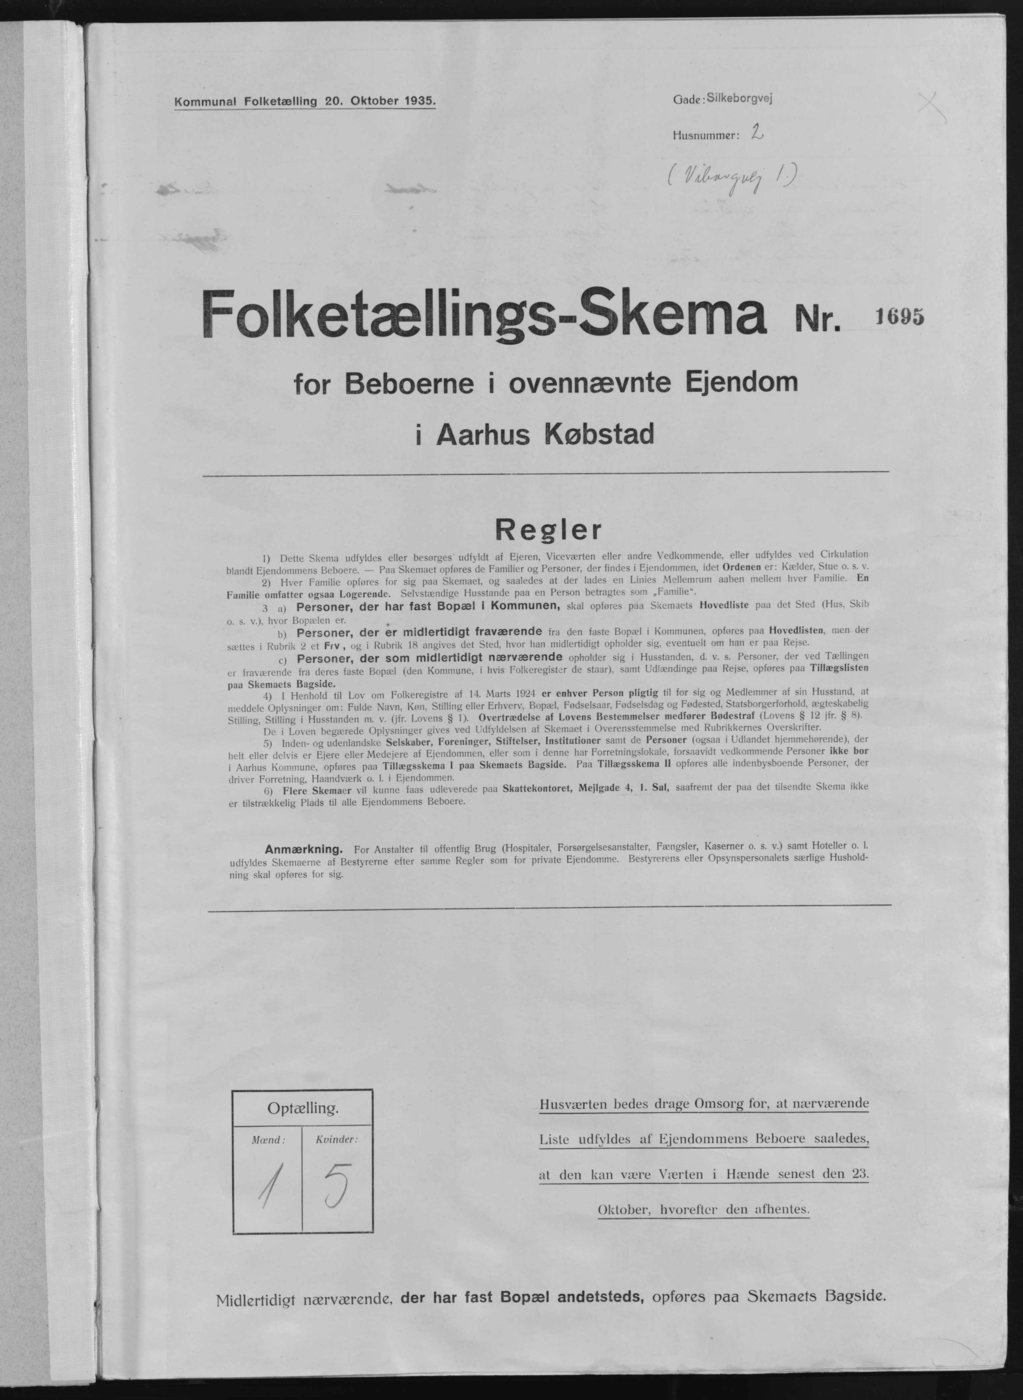 Kommunal Folketælling 20. Oktober 1935.
Gade: Silkeborgvej
Husnummer: 2
(Viborgvej 1.)
Folketællings-Skema Nr. 1695
for Beboerne i ovennævnte Ejendom
i Aarhus Købstad
Regler
1) Dette Skema udfyldes eller besørges udfyldt af Ejeren, Viceværten eller andre Vedkommende, eller udfyldes ved Cirkulation
blandt Ejendommens Beboere. — Paa Skemaet opføres de Familier og Personer, der findes i Ejendommen, idet Ordenen er: Kælder, Stue o. s. v.
2) Hver Familie opføres for sig paa Skemaet, og saaledes at der lades en Linies Mellemrum aaben mellem hver Familie. En
Familie omfatter ogsaa Logerende. Selvstændige Husstande paa en Person betragtes som „Familie".
3 a) Personer, der har fast Bopæl i Kommunen, skal opføres paa Skemaets Hovedliste paa det Sted (Hus, Skib
o. s. v.), hvor Bopælen er.
b) Personer, der er midlertidigt fraværende fra den faste Bopæl i Kommunen, opføres paa Hovedlisten, men der
sættes i Rubrik 2 et Frv, og i Rubrik 18 angives det Sted, hvor han midlertidigt opholder sig, eventuelt om han er paa Rejse.
c) Personer, der som midlertidigt nærværende opholder sig i Husstanden, d. v. s. Personer, der ved Tællingen
er fraværende fra deres faste Bopæl (den Kommune, i hvis Folkeregister de staar), samt Udlændinge paa Rejse, opføres paa Tillægslisten
paa Skemaets Bagside.
4) I Henhold til Lov om Folkeregistre af 14. Marts 1924 er enhver Person pligtig til for sig og Medlemmer af sin Husstand, at
meddele Oplysninger om: Fulde Navn, Køn, Stilling eller Erhverv, Bopæl, Fødselsaar, Fødselsdag og Fødested, Statsborgerforhold, ægteskabelig
Stilling, Stilling i Husstanden m. v. (jfr. Lovens § 1). Overtrædelse af Lovens Bestemmelser medfører Bødestraf (Lovens § 12 jfr. § 8).
De i Loven begærede Oplysninger gives ved Udfyldelsen af Skemaet i Overensstemmelse med Rubrikkernes Overskrifter.
5) Inden- og udenlandske Selskaber, Foreninger, Stiftelser, Institutioner samt de Personer (ogsaa i Udlandet hjemmehørende), der
helt eller delvis er Ejere eller Medejere af Ejendommen, eller som i denne har Forretningslokale, forsaavidt vedkommende Personer ikke bor
i Aarhus Kommune, opføres paa Tillægsskema I paa Skemaets Bagside. Paa Tillægsskema II opføres alle indenbysboende Personer, der
driver Forretning, Haandværk o. l. i Ejendommen.
6) Flere Skemaer vil kunne faas udleverede paa Skattekontoret, Mejlgade 4, 1. Sal, saafremt der paa det tilsendte Skema ikke
er tilstrækkelig Plads til alle Ejendommens Beboere.
Anmærkning. For Anstalter til offentlig Brug (Hospitaler, Forsørgelsesanstalter, Fængsler, Kaserner o. s. v.) samt Hoteller o. l.
udfyldes Skemaerne af Bestyrerne efter samme Regler som for private Ejendomme. Bestyrerens eller Opsynspersonalets særlige Hushold-
ning skal opføres for sig.
Optælling.
Mænd: Kvinder:
1 5
Husværten bedes drage Omsorg for, at nærværende
Liste udfyldes af Ejendommens Beboere saaledes,
at den kan være Værten i Hænde senest den 23.
Oktober, hvorefter den afhentes.
Midlertidigt nærværende, der har fast Bopæl andetsteds, opføres paa Skemaets Bagside.